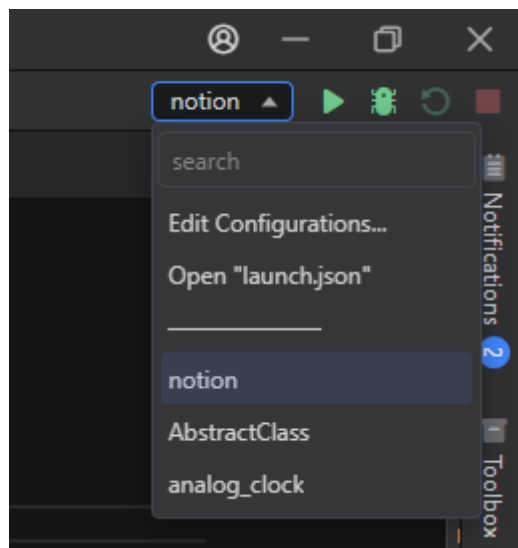 notion
search
Edit Configurations...
Open "launch.json"
notion
AbstractClass
analog_clock
Notifications
2
Toolbox